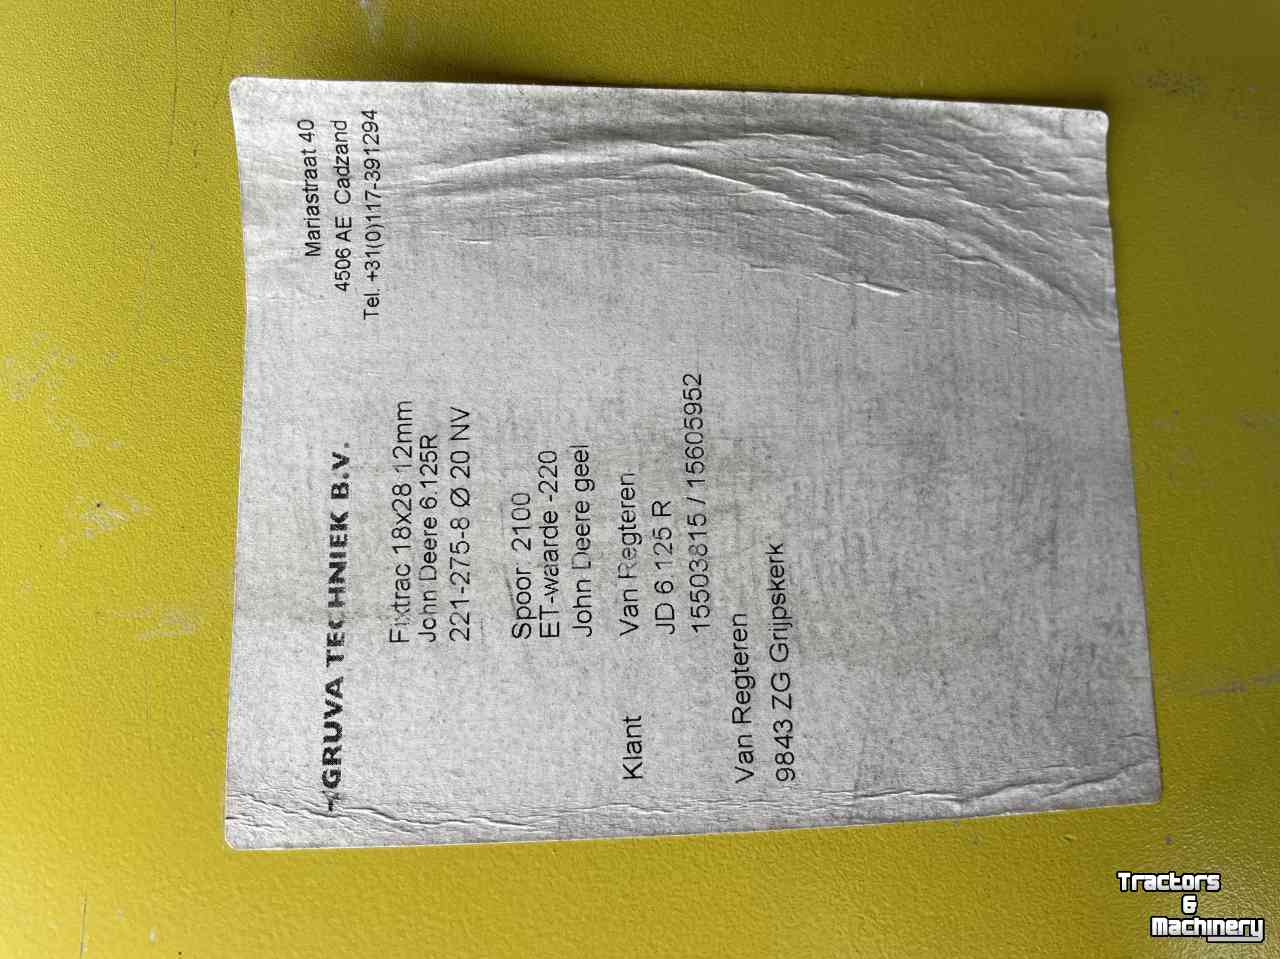 AGRUVA TECHNIEK B.V.
Mariastraat 40
4506 AE Cadzand
Tel. +31(0)117-391294
Fixtrac 18x28 12mm
John Deere 6.125R
221-275-8 Ø 20 NV
Spoor 2100
ET-waarde -220
John Deere geel
Klant Van Regteren
JD 6 125 R
15503815 / 15605952
Van Regteren
9843 ZG Grijpskerk
Tractors
&
Machinery